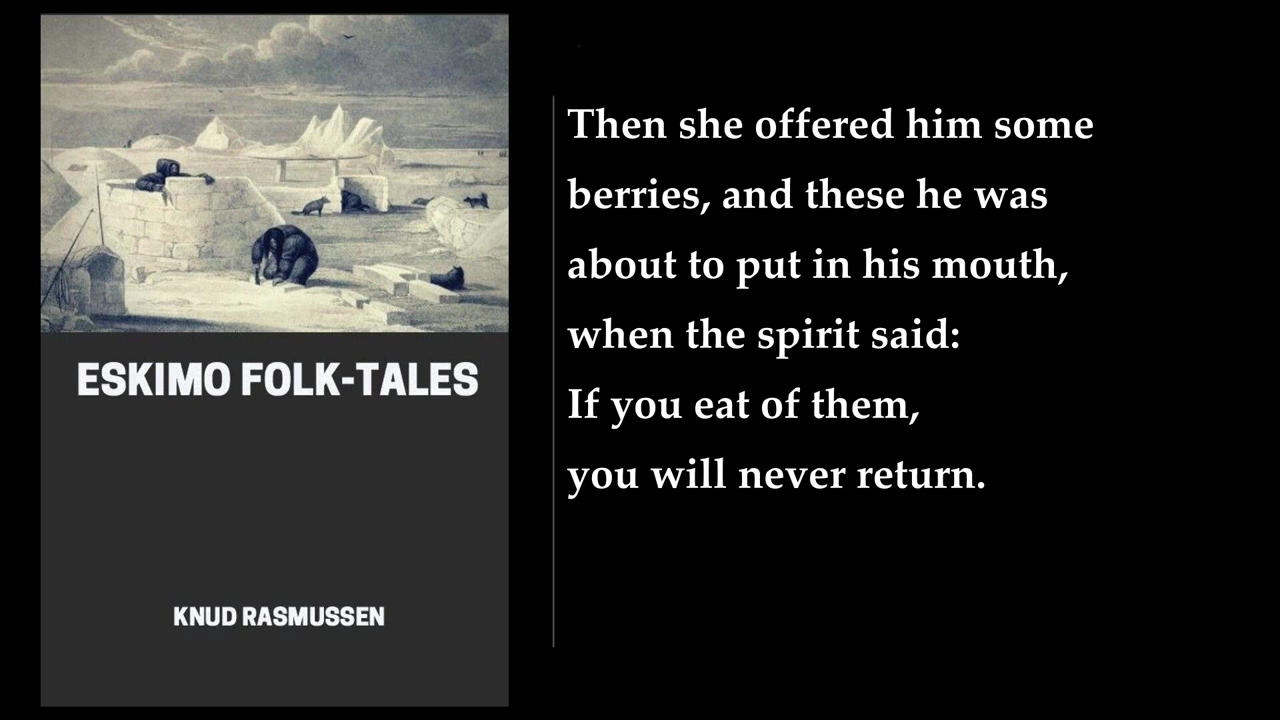 ESKIMO FOLK-TALES
KNUD RASMUSSEN
Then she offered him some
berries, and these he was
about to put in his mouth,
when the spirit said:
If you eat of them,
you will never return.